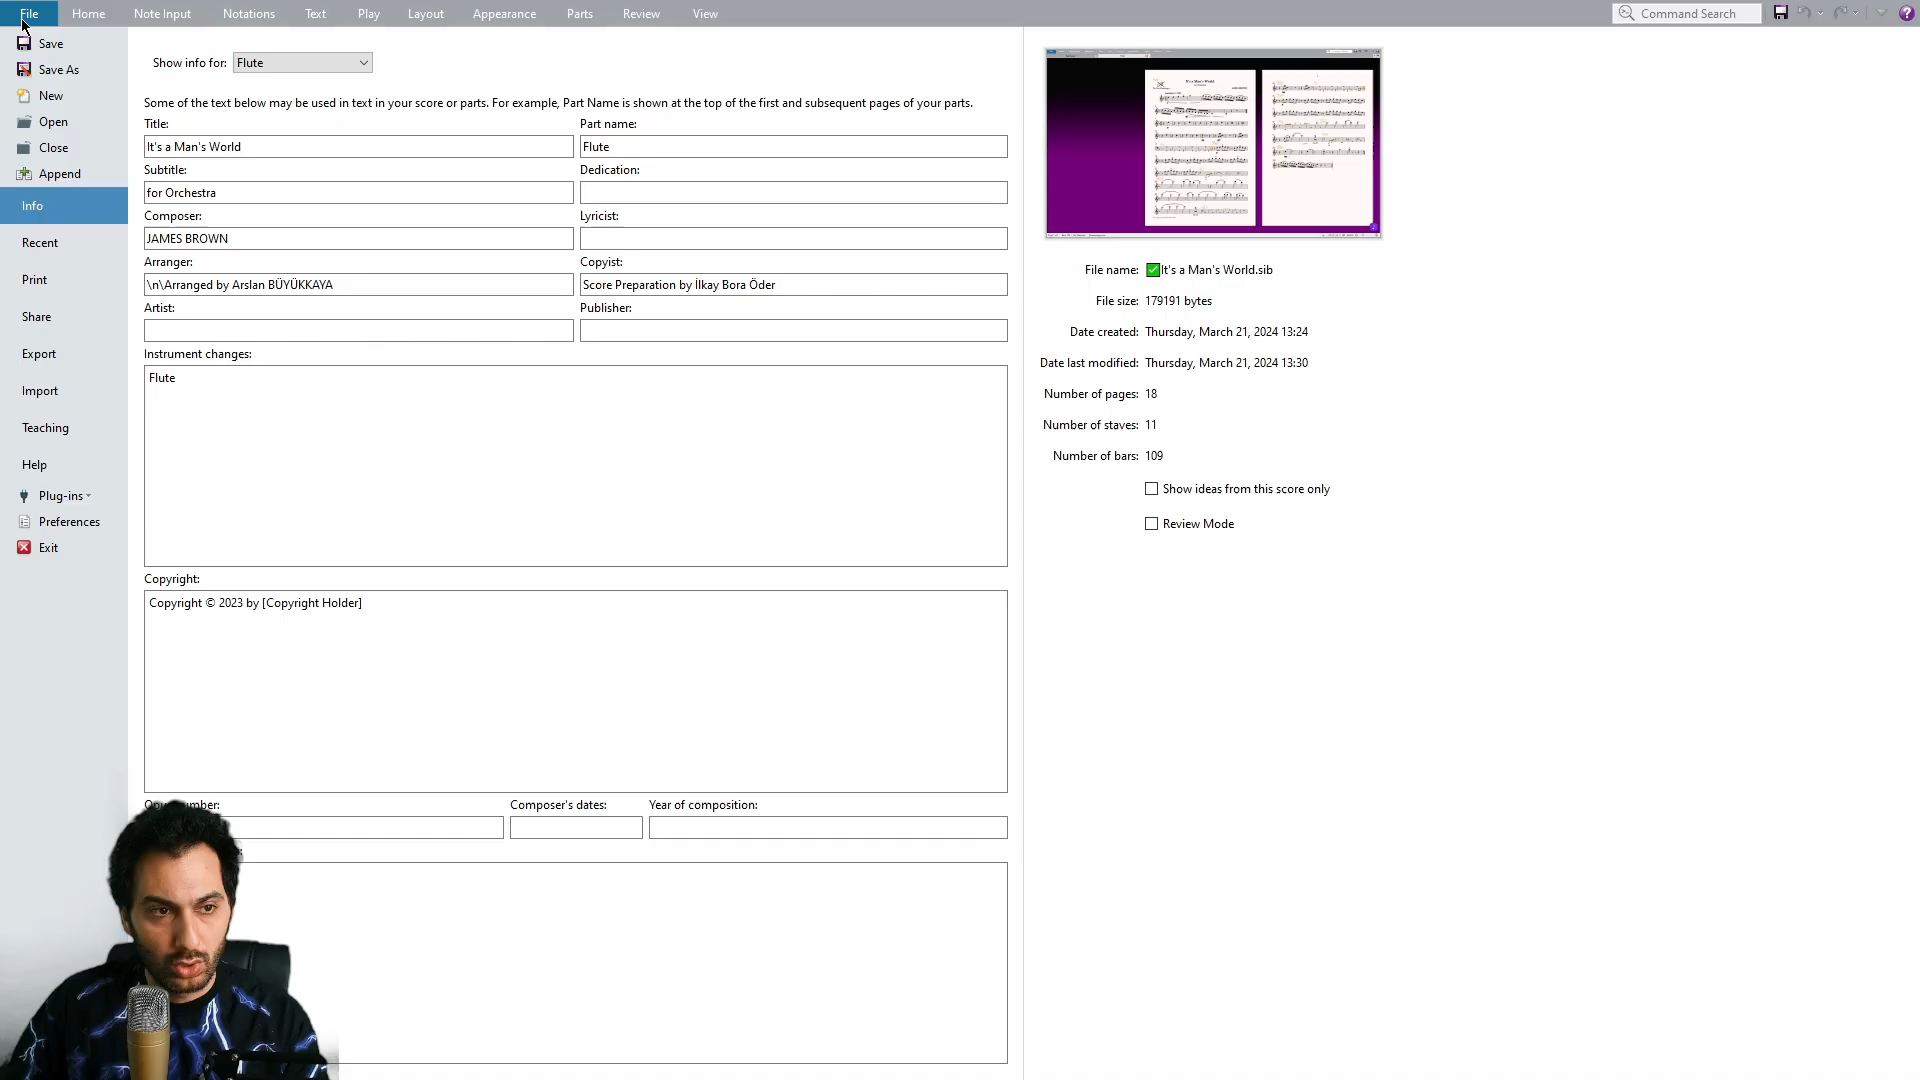 File Home Note Input Notations Text Play Layout Appearance Parts Review View Command Search
Save
Save As
New
Open
Close
Append
Info
Recent
Print
Share
Export
Import
Teaching
Help
Plug-ins
Preferences
Exit
Show info for: Flute
Some of the text below may be used in text in your score or parts. For example, Part Name is shown at the top of the first and subsequent pages of your parts.
Title: Part name:
It's a Man's World Flute
Subtitle: Dedication:
for Orchestra
Composer: Lyricist:
JAMES BROWN
Arranger: Copyist:
\n\Arranged by Arslan BÜYÜKKAYA Score Preparation by İlkay Bora Öder
Artist: Publisher:
Instrument changes:
Flute
Copyright:
Copyright © 2023 by [Copyright Holder]
Composer's dates: Year of composition:
It's a Man's World
File name: It's a Man's World.sib
File size: 179191 bytes
Date created: Thursday, March 21, 2024 13:24
Date last modified: Thursday, March 21, 2024 13:30
Number of pages: 18
Number of staves: 11
Number of bars: 109
Show ideas from this score only
Review Mode